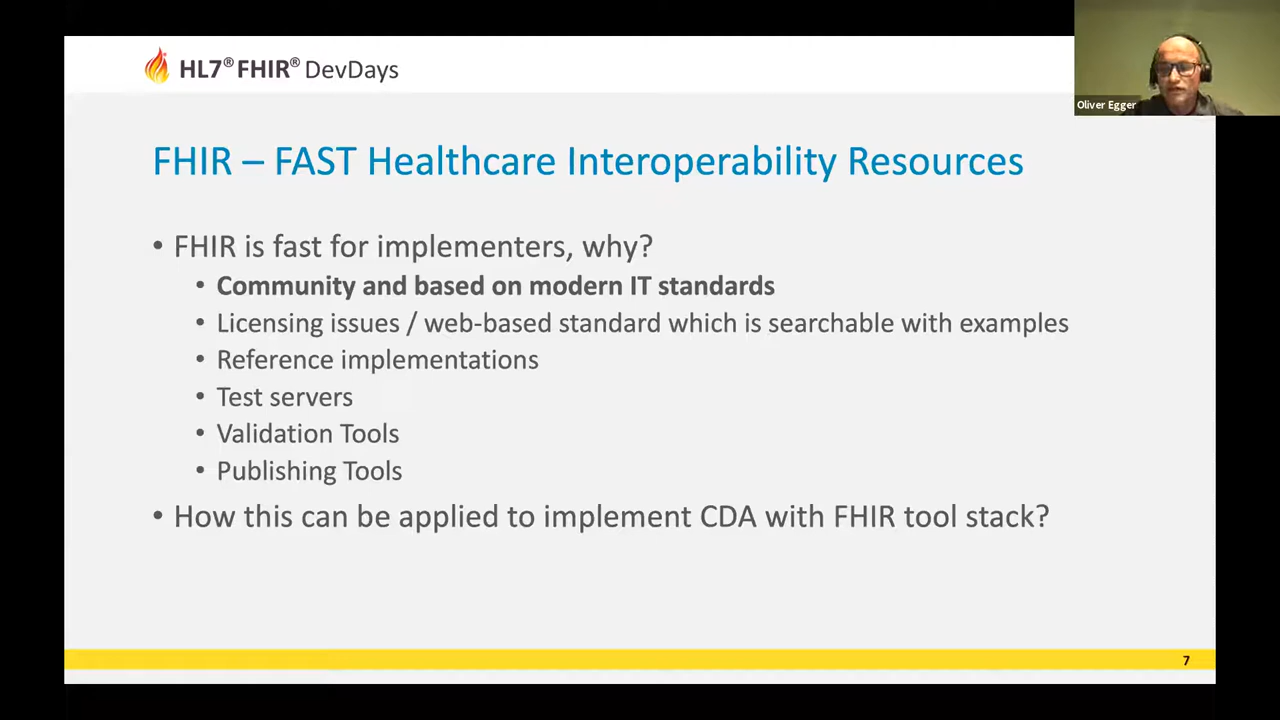 HL7® FHIR® DevDays
Oliver Egger
FHIR – FAST Healthcare Interoperability Resources
• FHIR is fast for implementers, why?
• Community and based on modern IT standards
• Licensing issues / web-based standard which is searchable with examples
• Reference implementations
• Test servers
• Validation Tools
• Publishing Tools
• How this can be applied to implement CDA with FHIR tool stack?
7